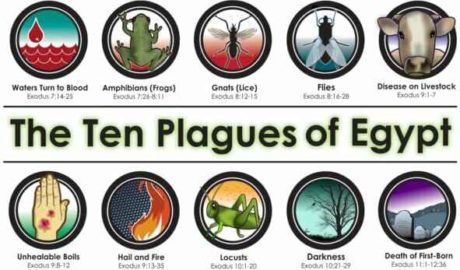 Waters Turn to Blood
Exodus 7:14-25
Amphibians (Frogs)
Exodus 7:26-8:11
Gnats (Lice)
Exodus 8:12-15
Flies
Exodus 8:16-28
Disease on Livestock
Exodus 9:1-7
The Ten Plagues of Egypt
Unhealable Boils
Exodus 9:8-12
Hail and Fire
Exodus 9:13-35
Locusts
Exodus 10:1-20
Darkness
Exodus 10:21-29
Death of First-Born
Exodus 11:1-12:36